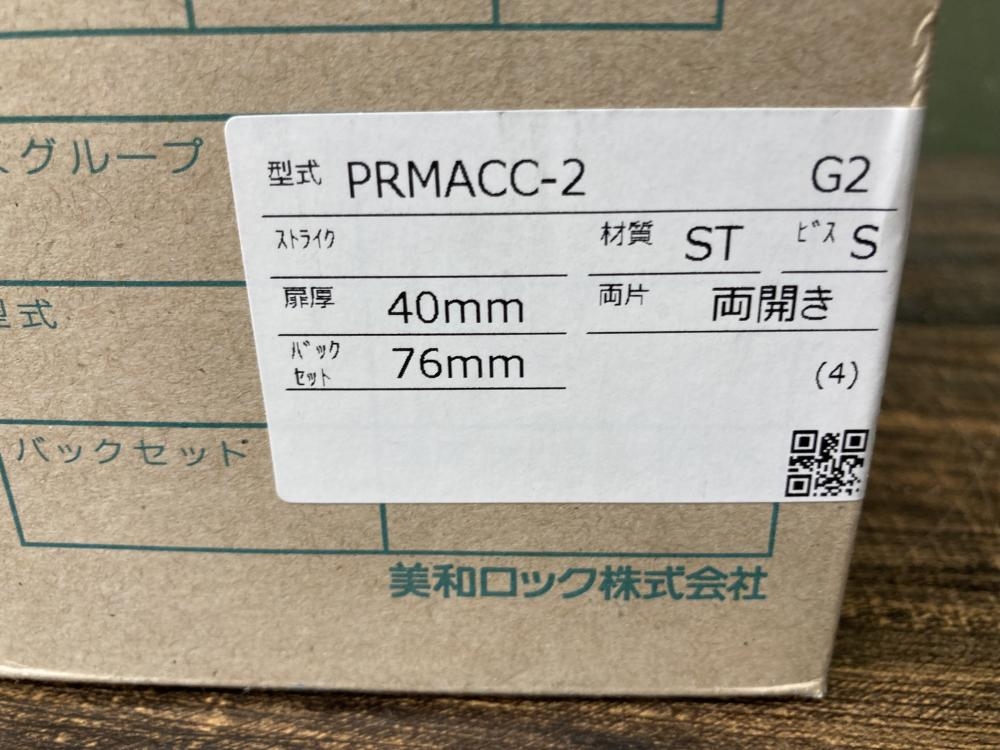 グループ
型式 PRMACC-2 G2
ストライク 材質 ST ビス S
扉厚 40mm 両片 両開き
型式
バック
セット 76mm
(4)
バックセット
美和ロック株式会社